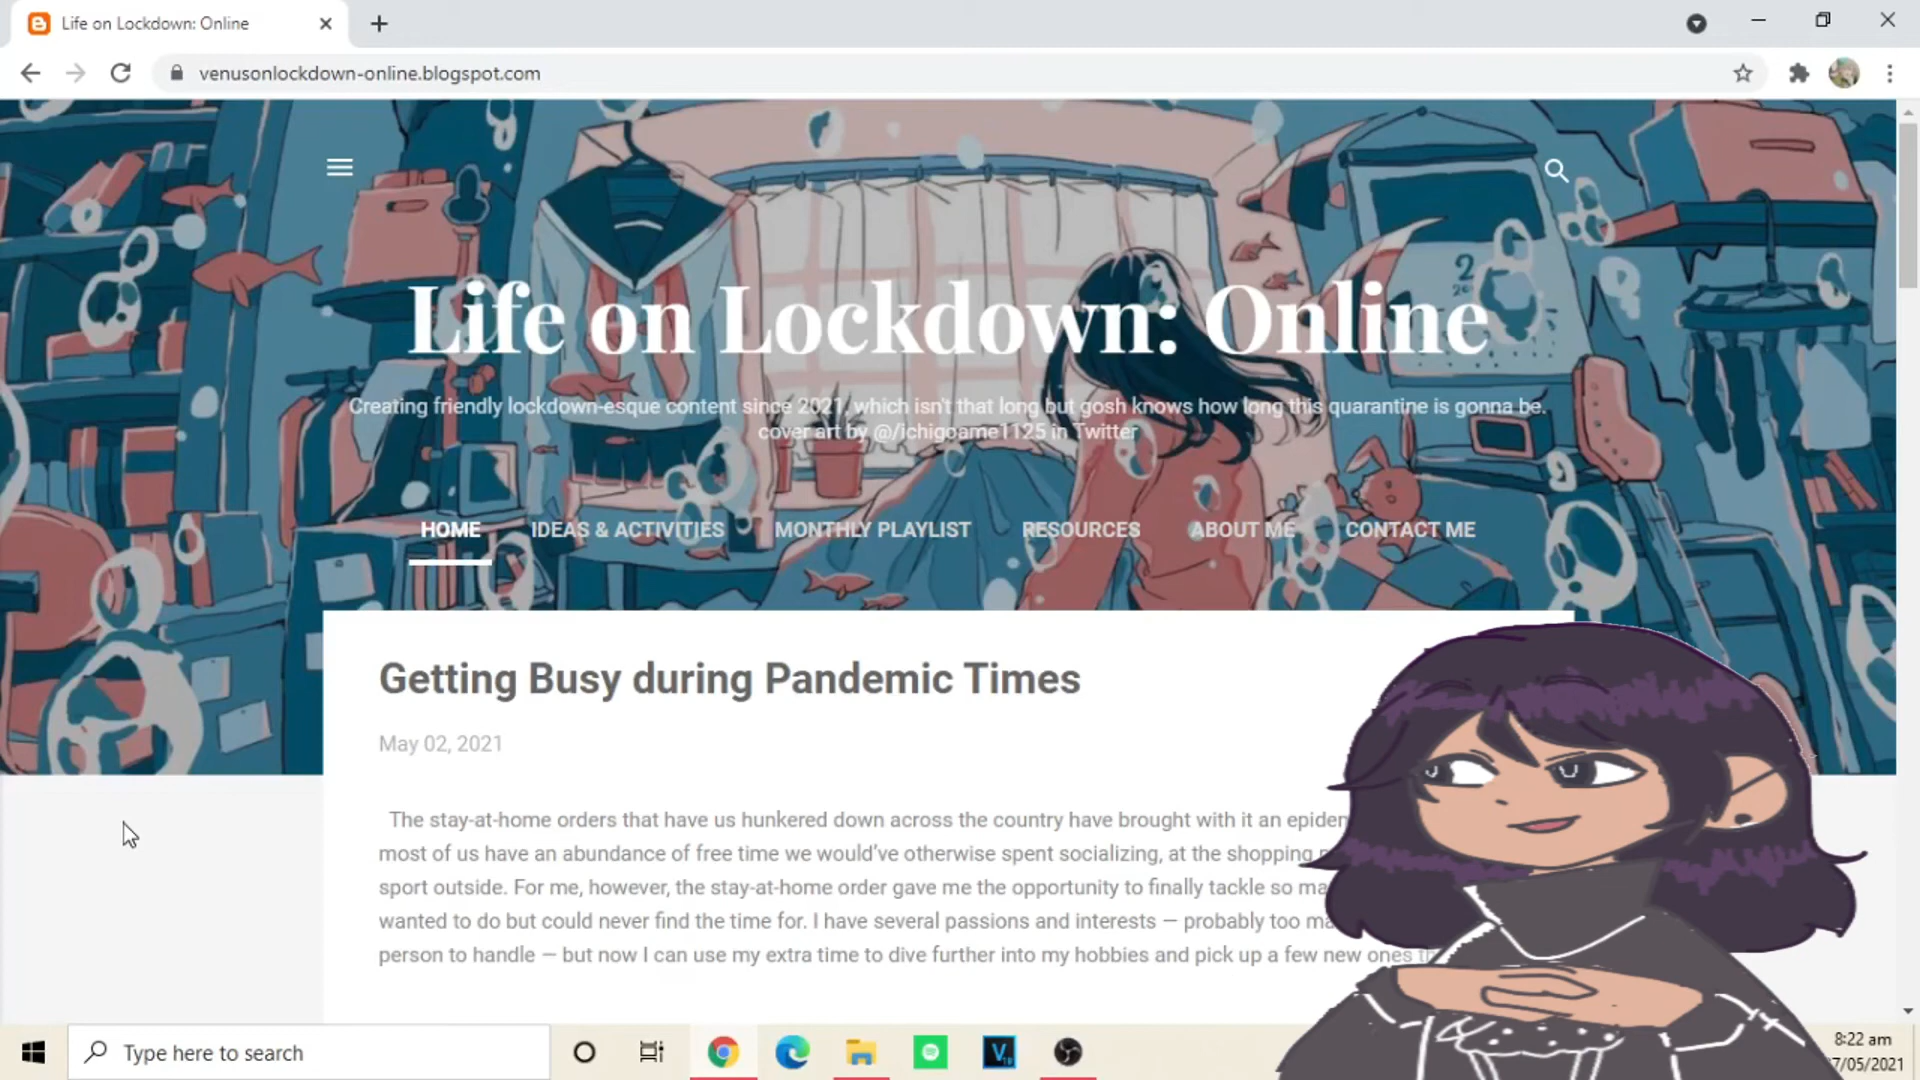 Life on Lockdown: Online
venusonlockdown-online.blogspot.com
Life on Lockdown: Online
Creating friendly lockdown-esque content since 2021, which isn't that long but gosh knows how long this quarantine is gonna be.
cover art by @/ichigoame1125 in Twitter
HOME IDEAS & ACTIVITIES MONTHLY PLAYLIST RESOURCES ABOUT ME CONTACT ME
Getting Busy during Pandemic Times
May 02, 2021
The stay-at-home orders that have us hunkered down across the country have brought with it an
most of us have an abundance of free time we would've otherwise spent socializing, at the shopping
sport outside. For me, however, the stay-at-home order gave me the opportunity to finally tackle so
wanted to do but could never find the time for. I have several passions and interests — probably too
person to handle — but now I can use my extra time to dive further into my hobbies and pick up a few new ones
Type here to search
8:22 am
7/05/2021